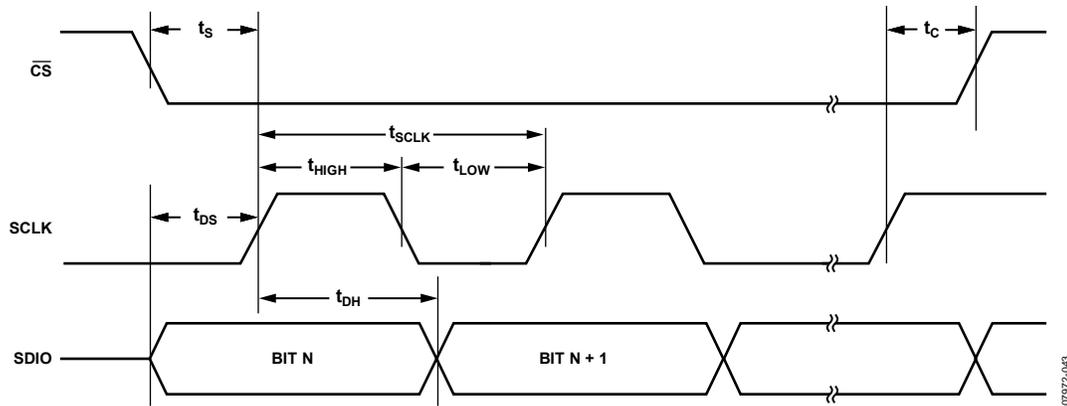 tS
tC
CS
tSCLK
tHIGH
tLOW
tDS
SCLK
tDH
SDIO
BIT N
BIT N + 1
07972-043